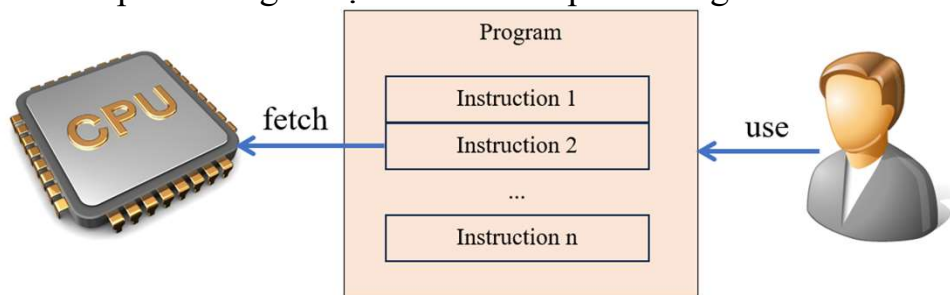 Program
CPU
Instruction 1
fetch
Instruction 2
use
...
Instruction n